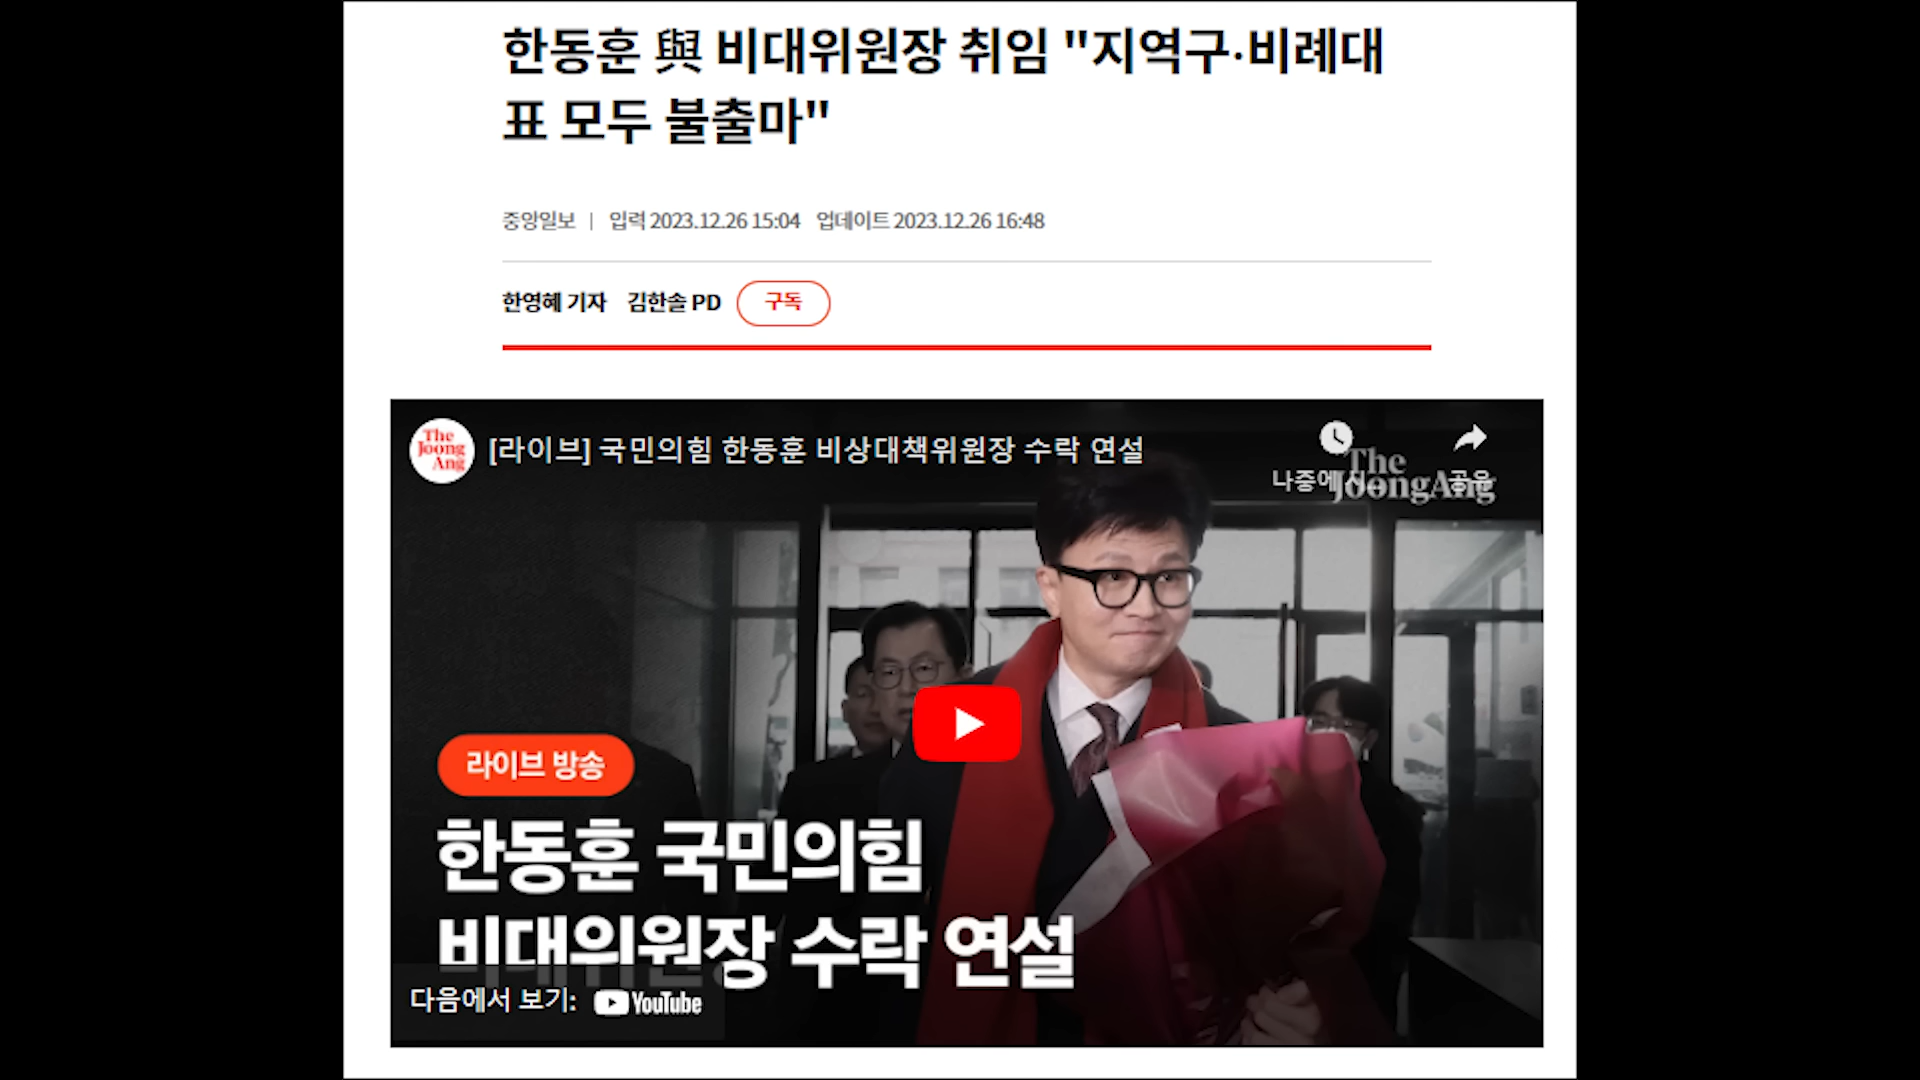 한동훈 與 비대위원장 취임 "지역구·비례대
표 모두 불출마"
중앙일보 | 입력 2023.12.26 15:04 업데이트 2023.12.26 16:48
한영혜 기자 김한솔 PD 구독
The
Joong
Ang
[라이브] 국민의힘 한동훈 비상대책위원장 수락 연설
The
JoongAng
나중에 공유
라이브 방송
한동훈 국민의힘
비대위원장 수락 연설
다음에서 보기: YouTube